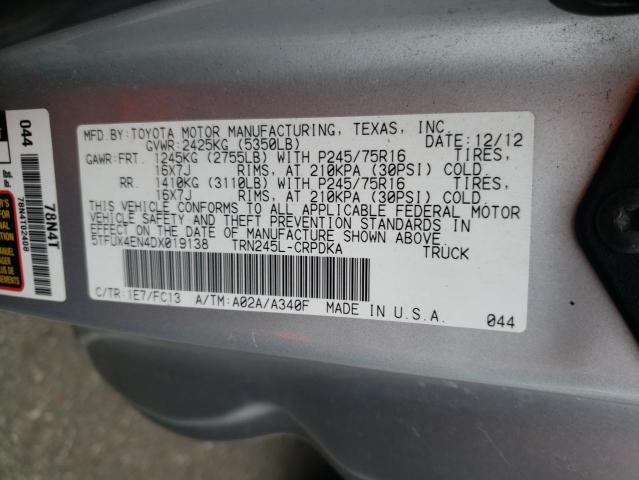 MFD.BY:TOYOTA MOTOR MANUFACTURING, TEXAS, INC
GVWR:2425KG (5350LB) DATE:12/12
GAWR:FRT. 1245KG (2755LB) WITH P245/75R16 TIRES,
16X7J RIMS, AT 210KPA (30PSI) COLD
RR. 1410KG (3110LB) WITH P245/75R16 TIRES,
16X7J RIMS, AT 210KPA (30PSI) COLD
THIS VEHICLE CONFORMS TO ALL APPLICABLE FEDERAL MOTOR
VEHICLE SAFETY AND THEFT PREVENTION STANDARDS IN
EFFECT ON THE DATE OF MANUFACTURE SHOWN ABOVE.
5TFUX4EN4DX019138 TRN245L-CRPDKA TRUCK
C/TR:1E7/FC13 A/TM:A02A/A340F MADE IN U.S.A. 044
044
78N4T
78N4T02408